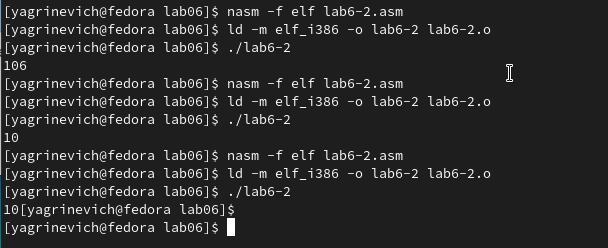 [yagrinevich@fedora lab06]$ nasm -f elf lab6-2.asm
[yagrinevich@fedora lab06]$ ld -m elf_i386 -o lab6-2 lab6-2.o
[yagrinevich@fedora lab06]$ ./lab6-2
106
[yagrinevich@fedora lab06]$ nasm -f elf lab6-2.asm
[yagrinevich@fedora lab06]$ ld -m elf_i386 -o lab6-2 lab6-2.o
[yagrinevich@fedora lab06]$ ./lab6-2
10
[yagrinevich@fedora lab06]$ nasm -f elf lab6-2.asm
[yagrinevich@fedora lab06]$ ld -m elf_i386 -o lab6-2 lab6-2.o
[yagrinevich@fedora lab06]$ ./lab6-2
10[yagrinevich@fedora lab06]$
[yagrinevich@fedora lab06]$